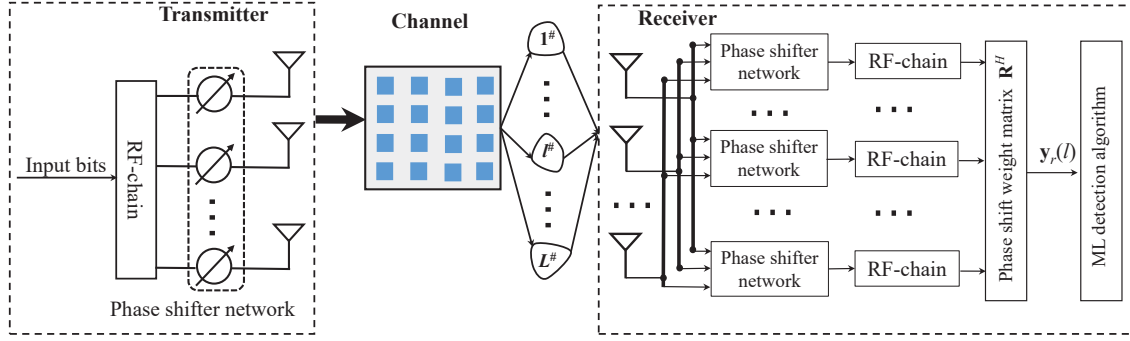 Transmitter
Input bits
RF-chain
Phase shifter network
Channel
1#
l#
L#
Receiver
Phase shifter
network
RF-chain
Phase shifter
network
RF-chain
Phase shifter
network
RF-chain
Phase shift weight matrix R^H
y_r(l)
ML detection algorithm